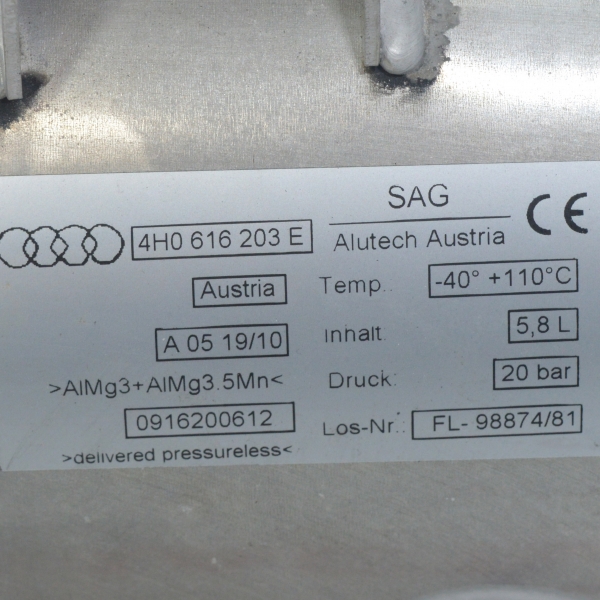 4H0 616 203 E
Austria
A 05 19/10
>AlMg3+AlMg3.5Mn<
0916200612
>delivered pressureless<
SAG
Alutech Austria
CE
Temp.: -40° +110°C
Inhalt: 5,8 L
Druck: 20 bar
Los-Nr.: FL- 98874/81